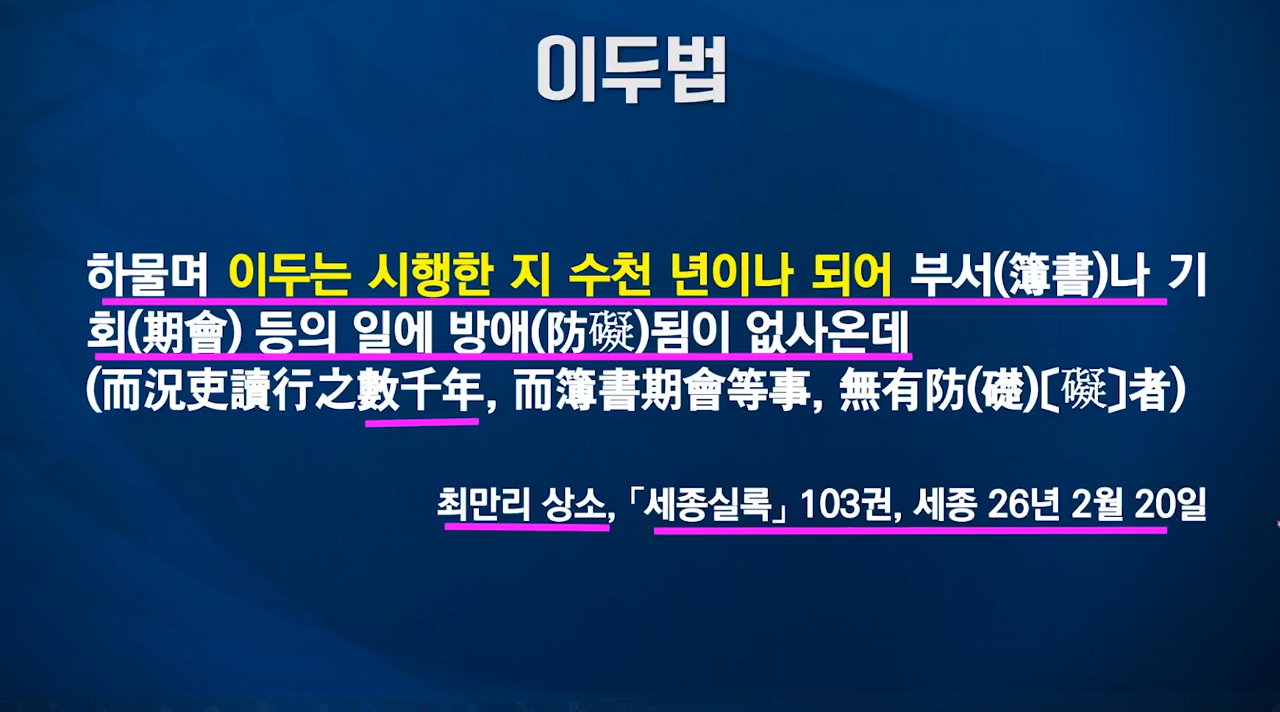 이두법
하물며 이두는 시행한 지 수천 년이나 되어 부서(簿書)나 기
회(期會) 등의 일에 방애(防礙)됨이 없사온데
(而況吏讀行之數千年, 而簿書期會等事, 無有防(礎)〔礙〕者)
최만리 상소, 「세종실록」 103권, 세종 26년 2월 20일